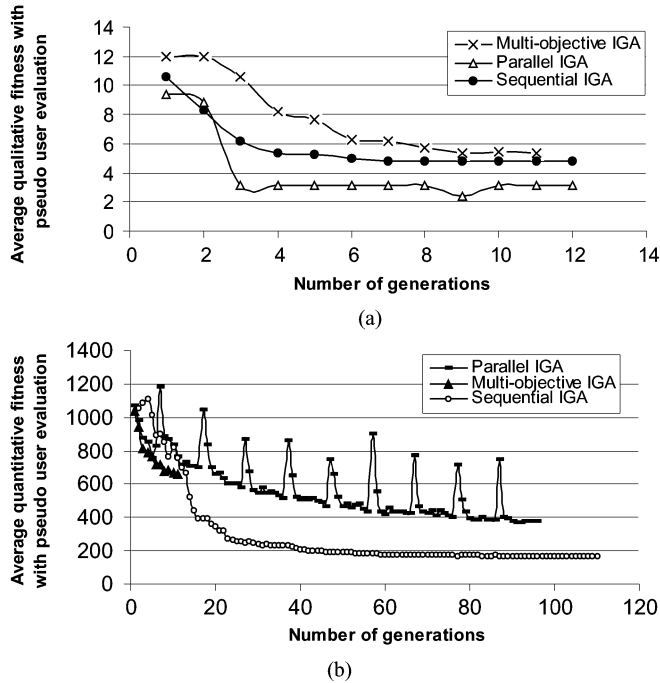 Average qualitative fitness with
pseudo user evaluation
14
12
10
8
6
4
2
0
Multi-objective IGA
Parallel IGA
Sequential IGA
0 2 4 6 8 10 12 14
Number of generations
(a)
Average quantitative fitness
with pseudo user evaluation
1400
1200
1000
800
600
400
200
0
Parallel IGA
Multi-objective IGA
Sequential IGA
0 20 40 60 80 100 120
Number of generations
(b)